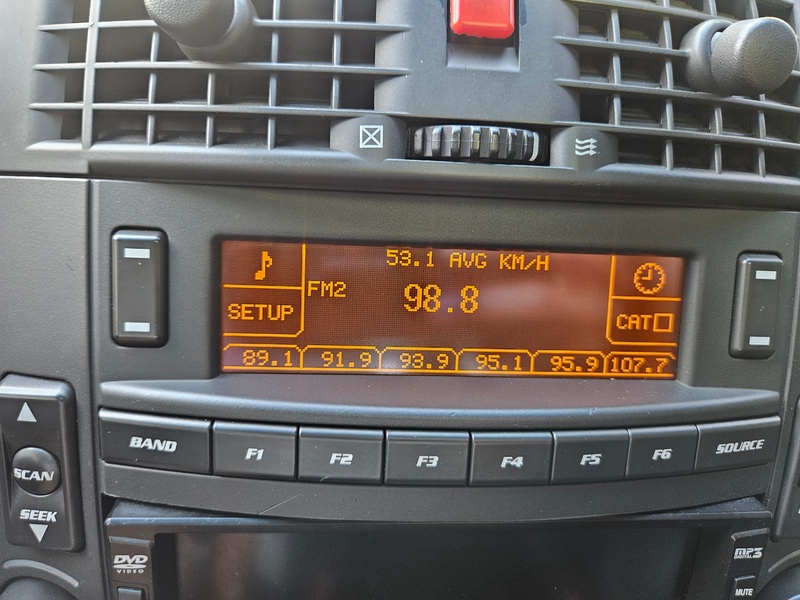 53.1 AVG KM/H
FM2
98.8
SETUP
CAT
89.1 91.9 93.9 95.1 95.9 107.7
BAND F1 F2 F3 F4 F5 F6 SOURCE
SCAN
SEEK
DVD
VIDEO
MP3
DIGITAL
MUTE